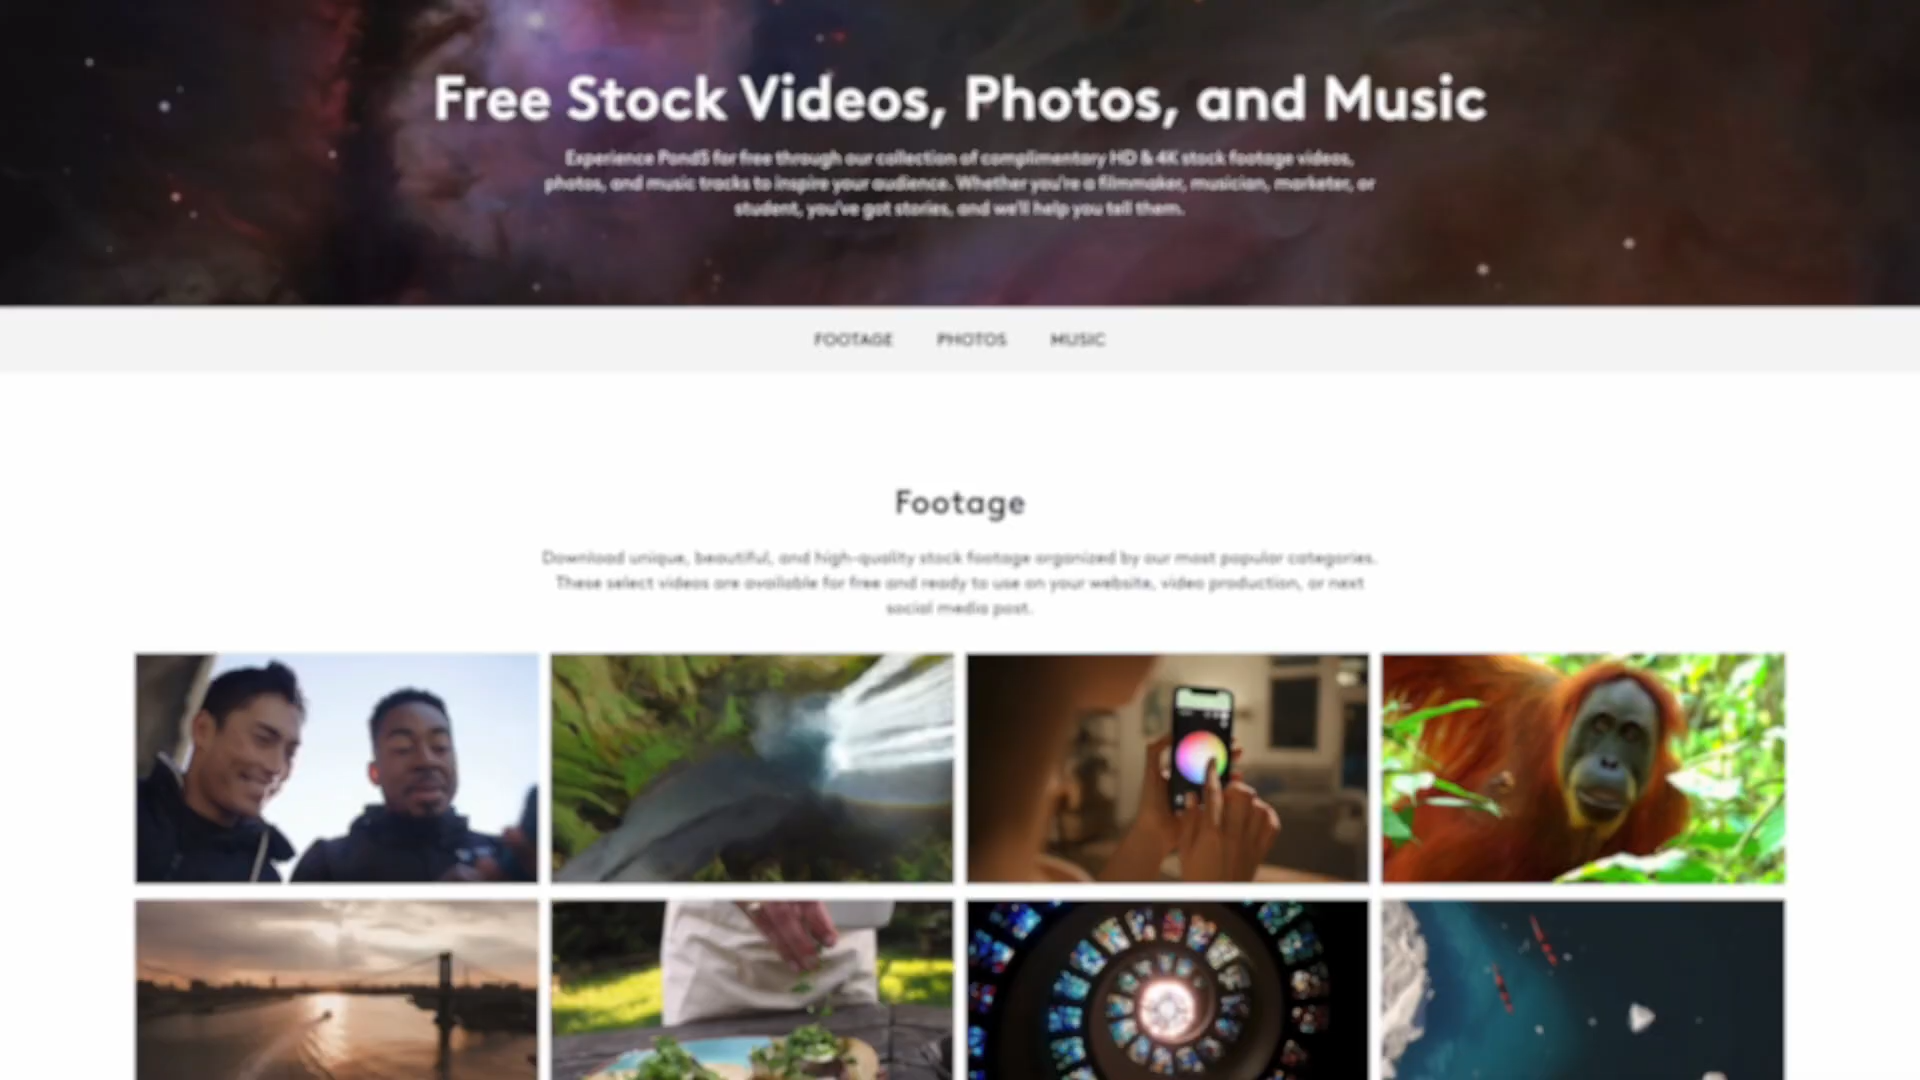 Free Stock Videos, Photos, and Music
Experience Pond5 for free through our collection of complimentary HD & 4K stock footage videos,
photos, and music tracks to inspire your audience. Whether you're a filmmaker, musician, marketer, or
student, you've got stories, and we'll help you tell them.
FOOTAGE PHOTOS MUSIC
Footage
Download unique, beautiful, and high-quality stock footage organized by our most popular categories.
These select videos are available for free and ready to use on your website, video production, or next
social media post.